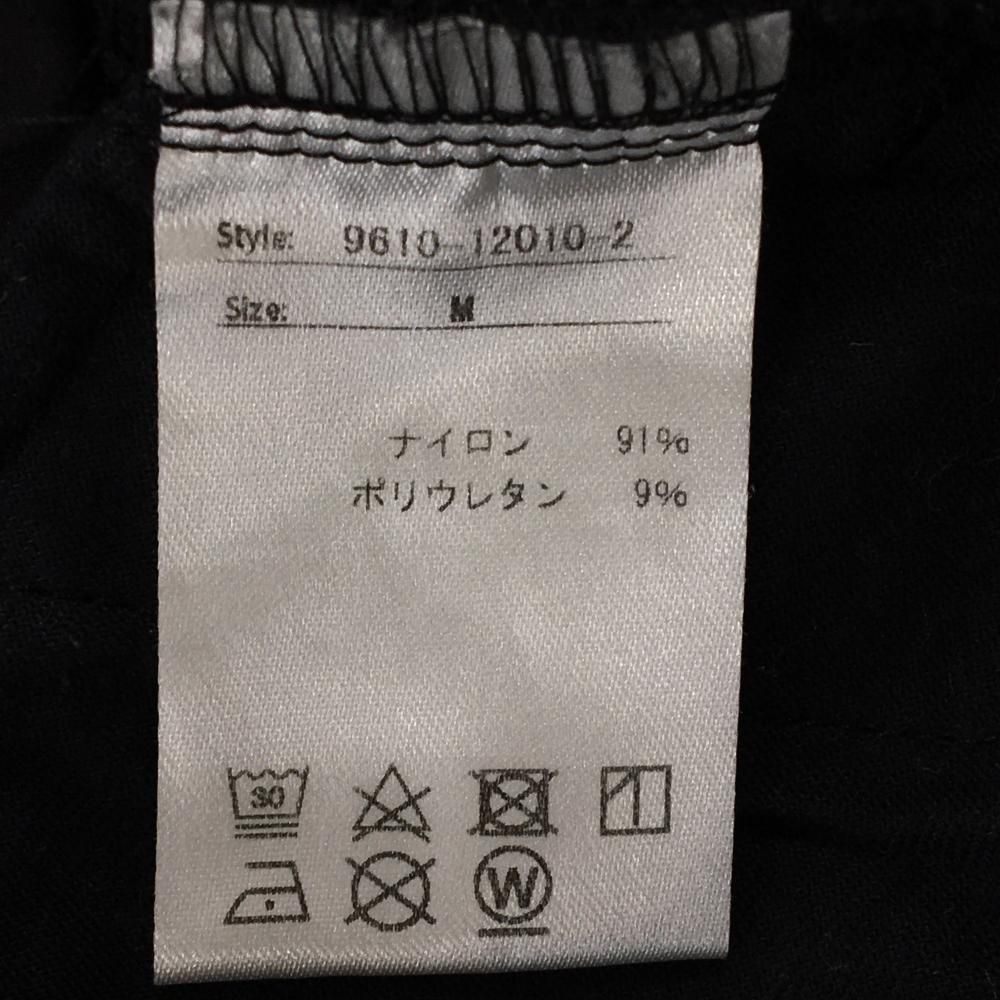 Style: 9610-12010-2
Size: M
ナイロン 91%
ポリウレタン 9%
30
W